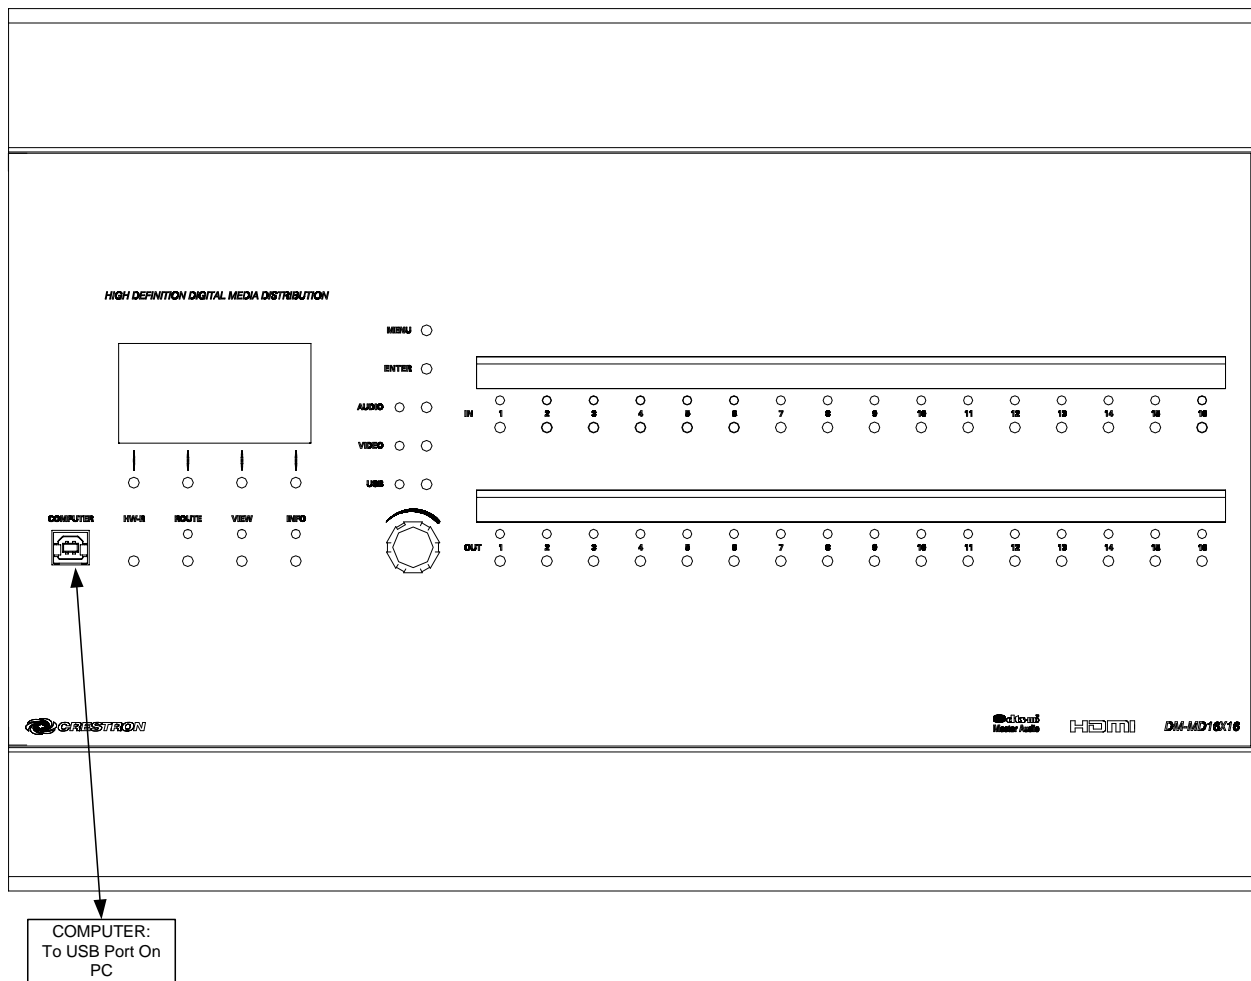 HIGH DEFINITION DIGITAL MEDIA DISTRIBUTION
MENU
ENTER
AUDIO
VIDEO
USB
IN 1 2 3 4 5 6 7 8 9 10 11 12 13 14 15 16
COMPUTER HW-R ROUTE VIEW INFO
OUT 1 2 3 4 5 6 7 8 9 10 11 12 13 14 15 16
CRESTRON
Master Audio
HDMI
DM-MD16X16
COMPUTER:
To USB Port On
PC